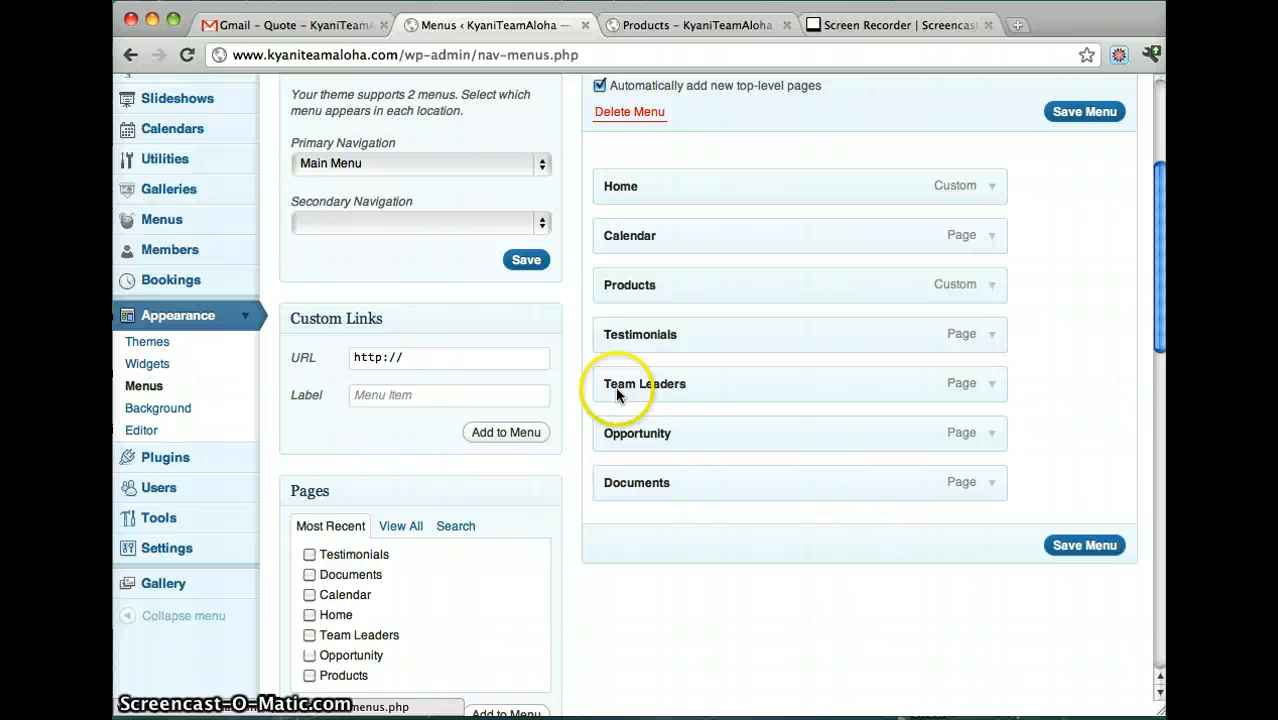 Gmail – Quote – KyaniTeamA
Menus ‹ KyaniTeamAloha —
Products – KyaniTeamAloha
Screen Recorder | Screencast
www.kyaniteamaloha.com/wp-admin/nav-menus.php
Slideshows
Calendars
Utilities
Galleries
Menus
Members
Bookings
Appearance
Themes
Widgets
Menus
Background
Editor
Plugins
Users
Tools
Settings
Gallery
Collapse menu
Your theme supports 2 menus. Select which
menu appears in each location.
Primary Navigation
Main Menu
Secondary Navigation
Save
Custom Links
URL http://
Label Menu Item
Add to Menu
Pages
Most Recent View All Search
Testimonials
Documents
Calendar
Home
Team Leaders
Opportunity
Products
Add to Menu
Automatically add new top-level pages
Delete Menu Save Menu
Home Custom
Calendar Page
Products Custom
Testimonials Page
Team Leaders Page
Opportunity Page
Documents Page
Save Menu
Screencast-O-Matic.com
menus.php